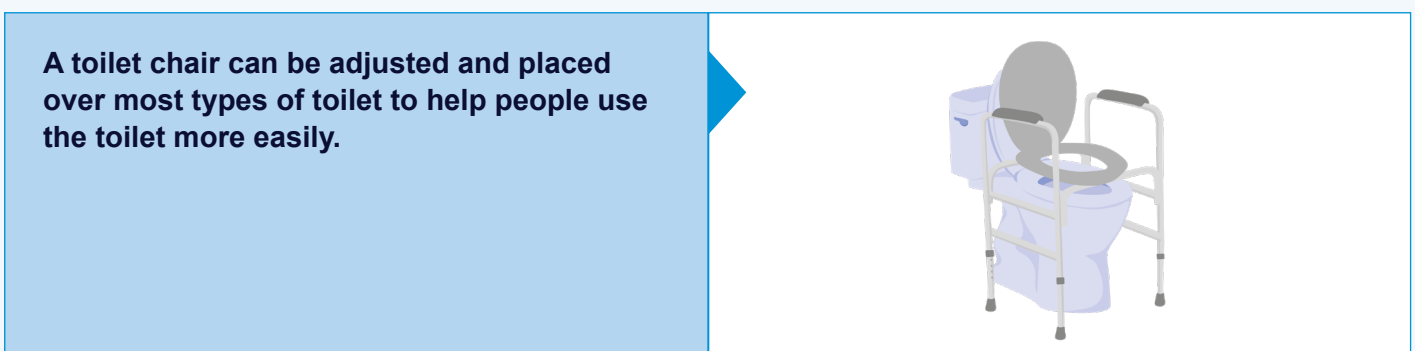 A toilet chair can be adjusted and placed
over most types of toilet to help people use
the toilet more easily.